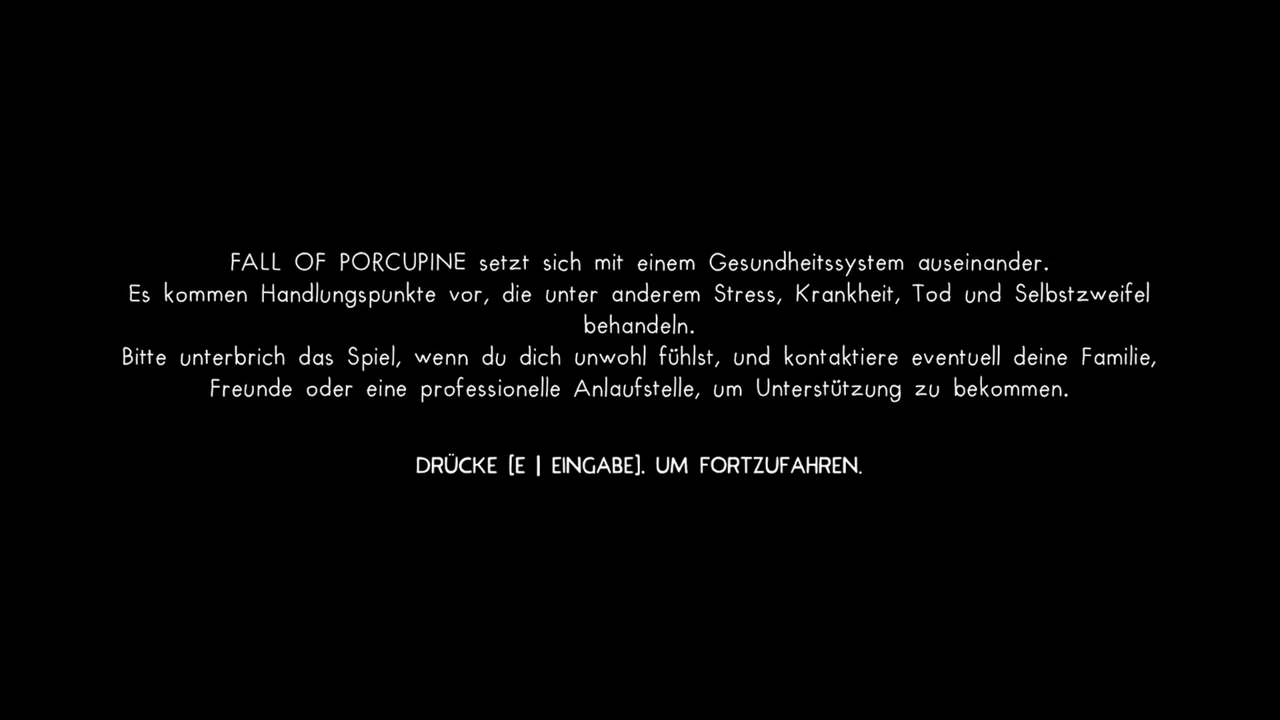 FALL OF PORCUPINE setzt sich mit einem Gesundheitssystem auseinander.
Es kommen Handlungspunkte vor, die unter anderem Stress, Krankheit, Tod und Selbstzweifel
behandeln.
Bitte unterbrich das Spiel, wenn du dich unwohl fühlst, und kontaktiere eventuell deine Familie,
Freunde oder eine professionelle Anlaufstelle, um Unterstützung zu bekommen.
DRÜCKE [E | EINGABE]. UM FORTZUFAHREN.